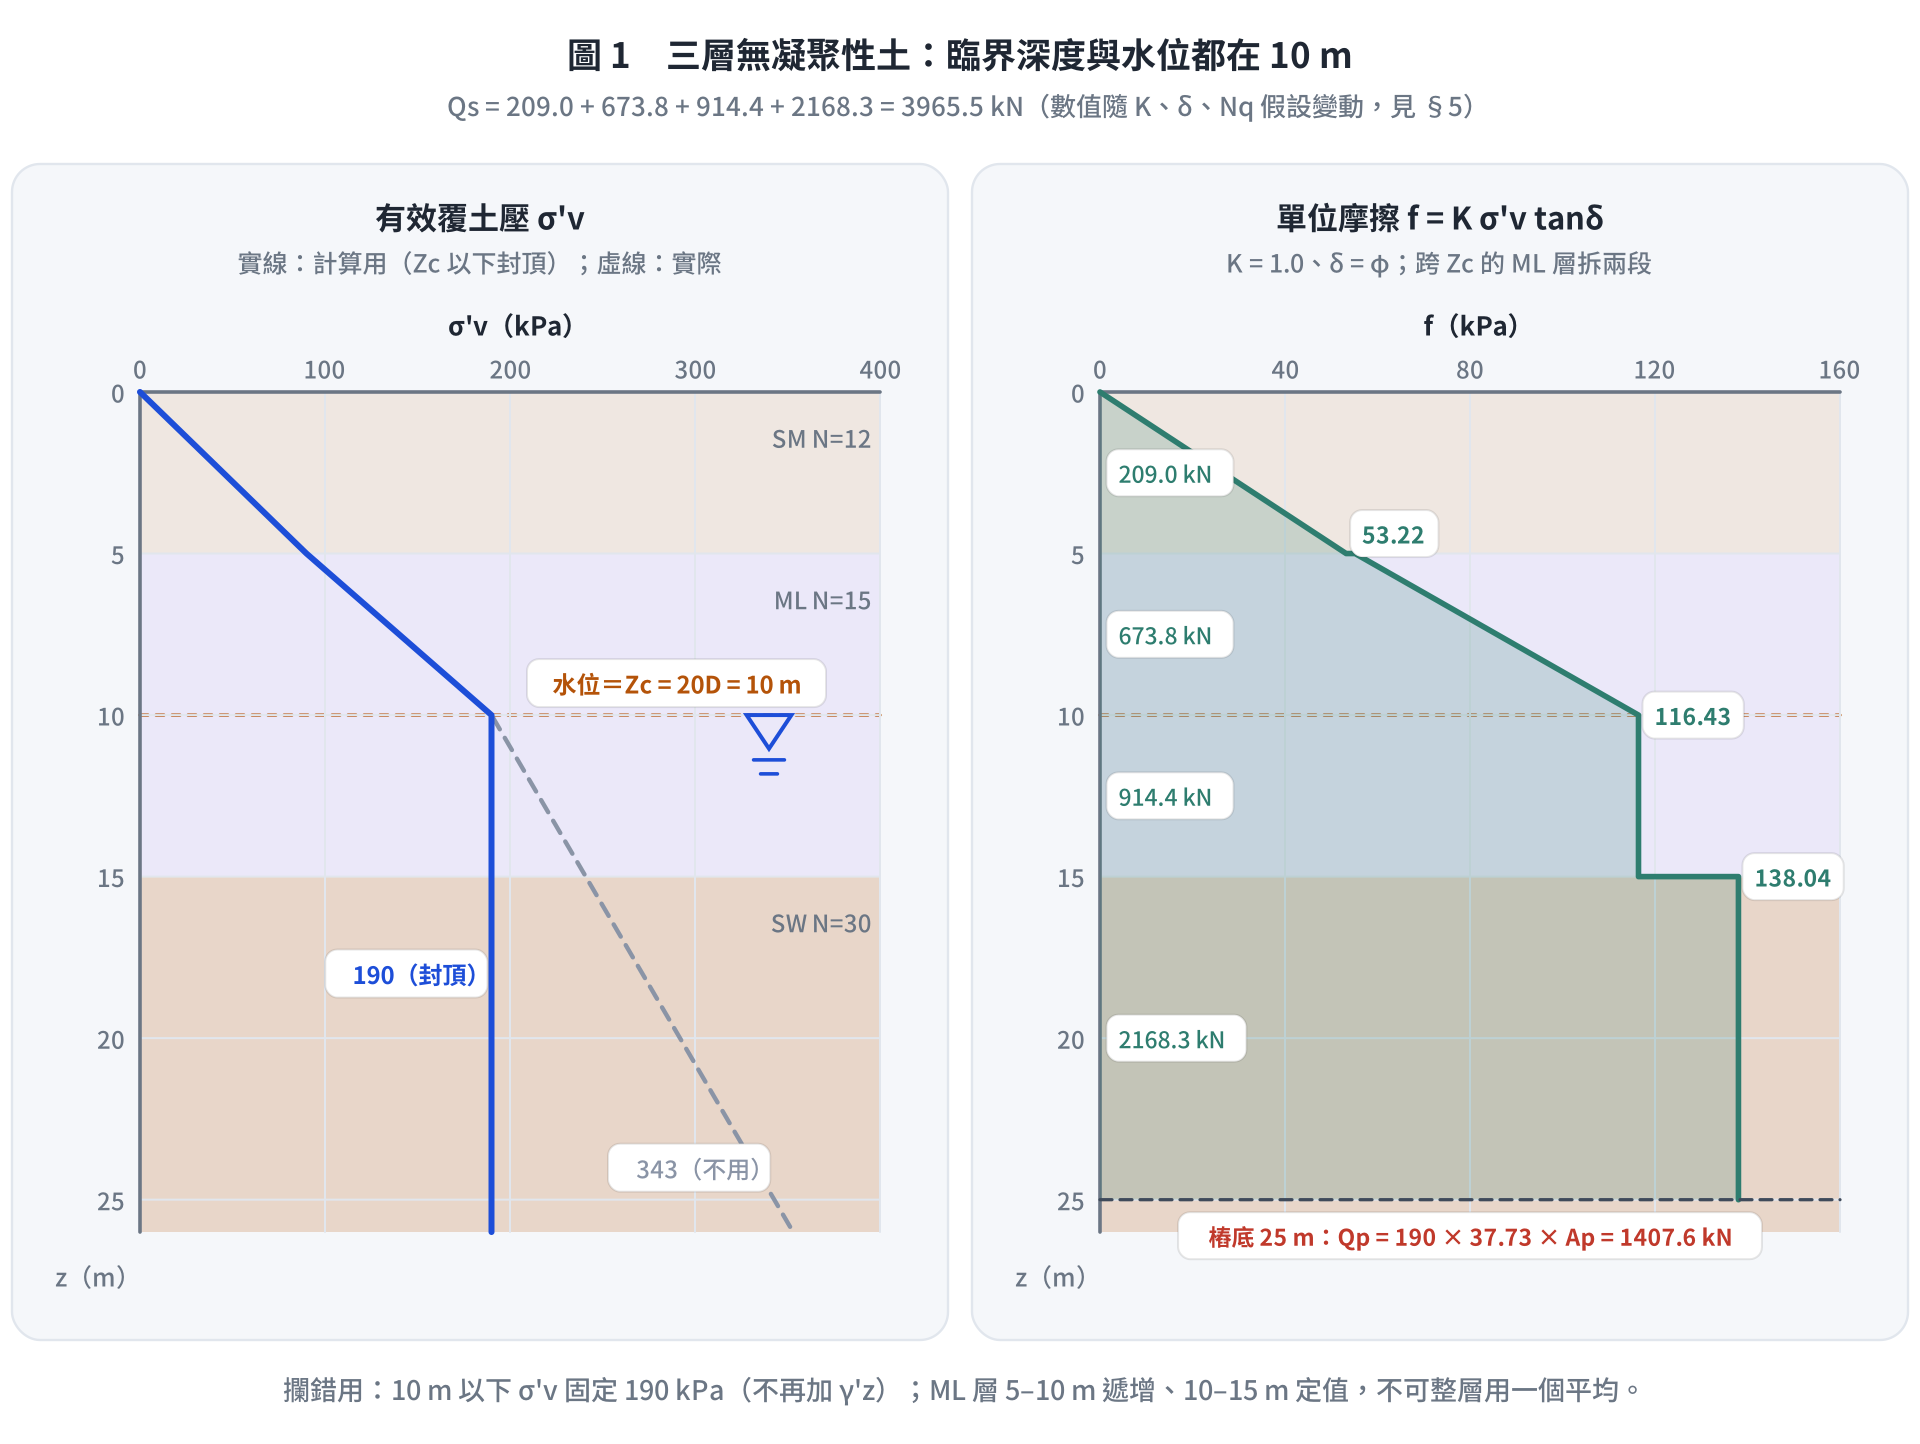 圖 1　三層無凝聚性土：臨界深度與水位都在 10 m
Qs = 209.0 + 673.8 + 914.4 + 2168.3 = 3965.5 kN（數值隨 K、δ、Nq 假設變動，見 §5）
有效覆土壓 σ'v
實線：計算用（Zc 以下封頂）；虛線：實際
σ'v（kPa）
0 100 200 300 400
0
SM N=12
5
ML N=15
水位＝Zc = 20D = 10 m
10
15
SW N=30
190（封頂）
20
343（不用）
25
z（m）
單位摩擦 f = K σ'v tanδ
K = 1.0、δ = φ；跨 Zc 的 ML 層拆兩段
f（kPa）
0 40 80 120 160
0
209.0 kN
53.22
5
673.8 kN
10
116.43
914.4 kN
15
138.04
20
2168.3 kN
25
樁底 25 m：Qp = 190 × 37.73 × Ap = 1407.6 kN
z（m）
攔錯用：10 m 以下 σ'v 固定 190 kPa（不再加 γ'z）；ML 層 5–10 m 遞增、10–15 m 定值，不可整層用一個平均。